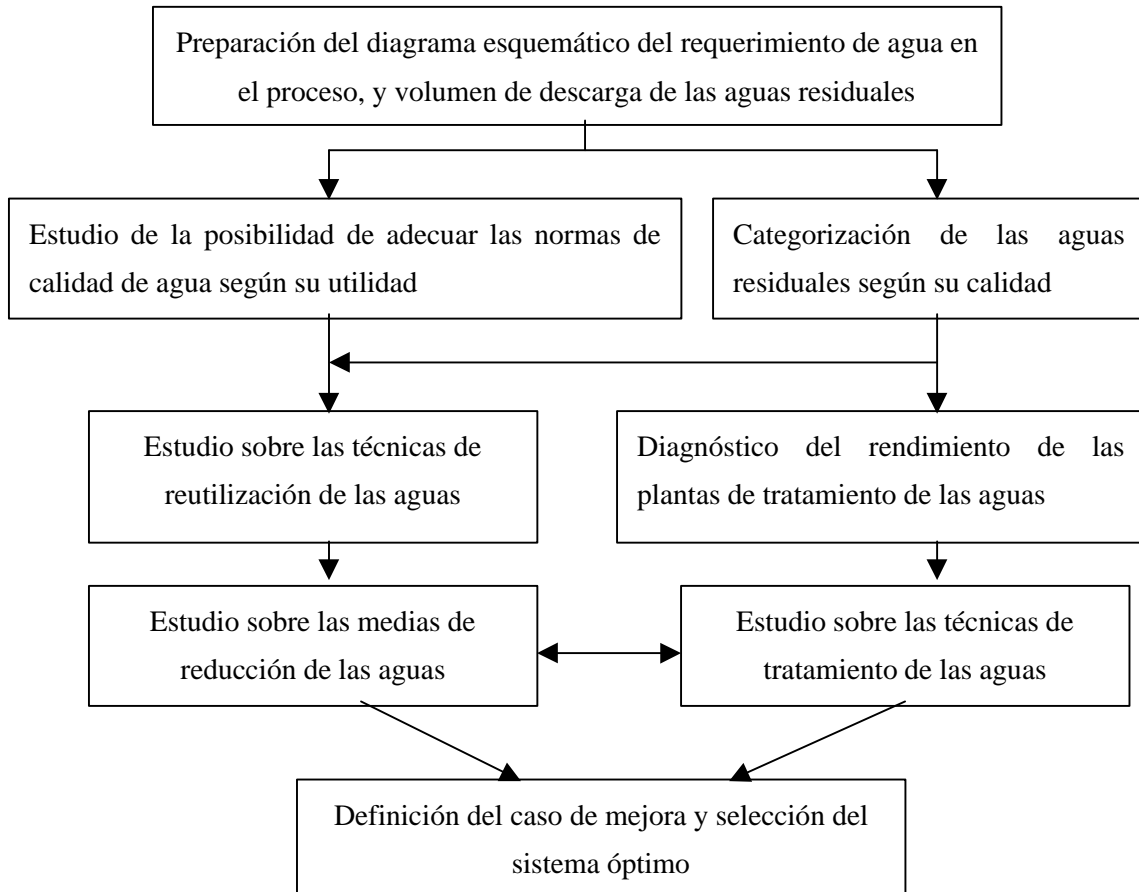 Preparación del diagrama esquemático del requerimiento de agua en
el proceso, y volumen de descarga de las aguas residuales
Estudio de la posibilidad de adecuar las normas de
calidad de agua según su utilidad
Categorización de las aguas
residuales según su calidad
Estudio sobre las técnicas de
reutilización de las aguas
Diagnóstico del rendimiento de las
plantas de tratamiento de las aguas
Estudio sobre las medias de
reducción de las aguas
Estudio sobre las técnicas de
tratamiento de las aguas
Definición del caso de mejora y selección del
sistema óptimo